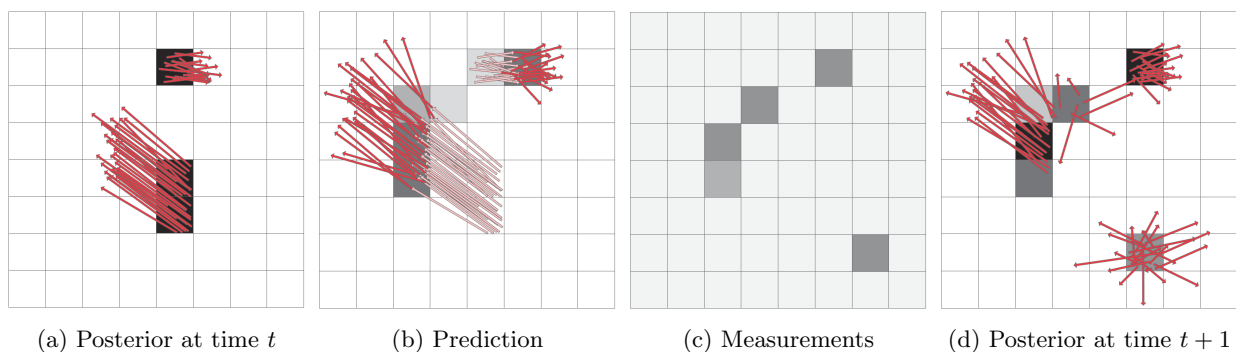 (a) Posterior at time t
(b) Prediction
(c) Measurements
(d) Posterior at time t + 1